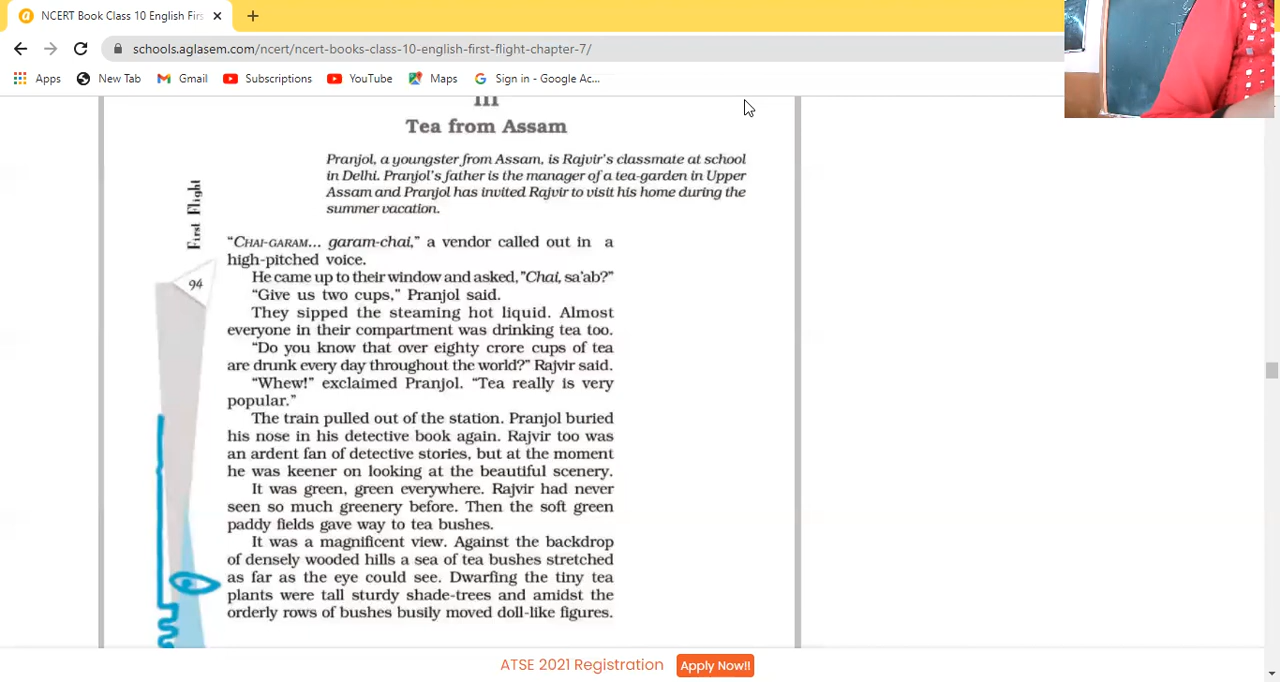 NCERT Book Class 10 English Firs
schools.aglasem.com/ncert/ncert-books-class-10-english-first-flight-chapter-7/
Apps New Tab Gmail Subscriptions YouTube Maps Sign in - Google Ac...
III
Tea from Assam
Pranjol, a youngster from Assam, is Rajvir's classmate at school
in Delhi. Pranjol's father is the manager of a tea-garden in Upper
Assam and Pranjol has invited Rajvir to visit his home during the
summer vacation.
First Flight
94
“CHAI-GARAM... garam-chai,” a vendor called out in a
high-pitched voice.
He came up to their window and asked, ”Chai, sa'ab?”
“Give us two cups,” Pranjol said.
They sipped the steaming hot liquid. Almost
everyone in their compartment was drinking tea too.
“Do you know that over eighty crore cups of tea
are drunk every day throughout the world?” Rajvir said.
“Whew!” exclaimed Pranjol. “Tea really is very
popular.”
The train pulled out of the station. Pranjol buried
his nose in his detective book again. Rajvir too was
an ardent fan of detective stories, but at the moment
he was keener on looking at the beautiful scenery.
It was green, green everywhere. Rajvir had never
seen so much greenery before. Then the soft green
paddy fields gave way to tea bushes.
It was a magnificent view. Against the backdrop
of densely wooded hills a sea of tea bushes stretched
as far as the eye could see. Dwarfing the tiny tea
plants were tall sturdy shade-trees and amidst the
orderly rows of bushes busily moved doll-like figures.
ATSE 2021 Registration Apply Now!!